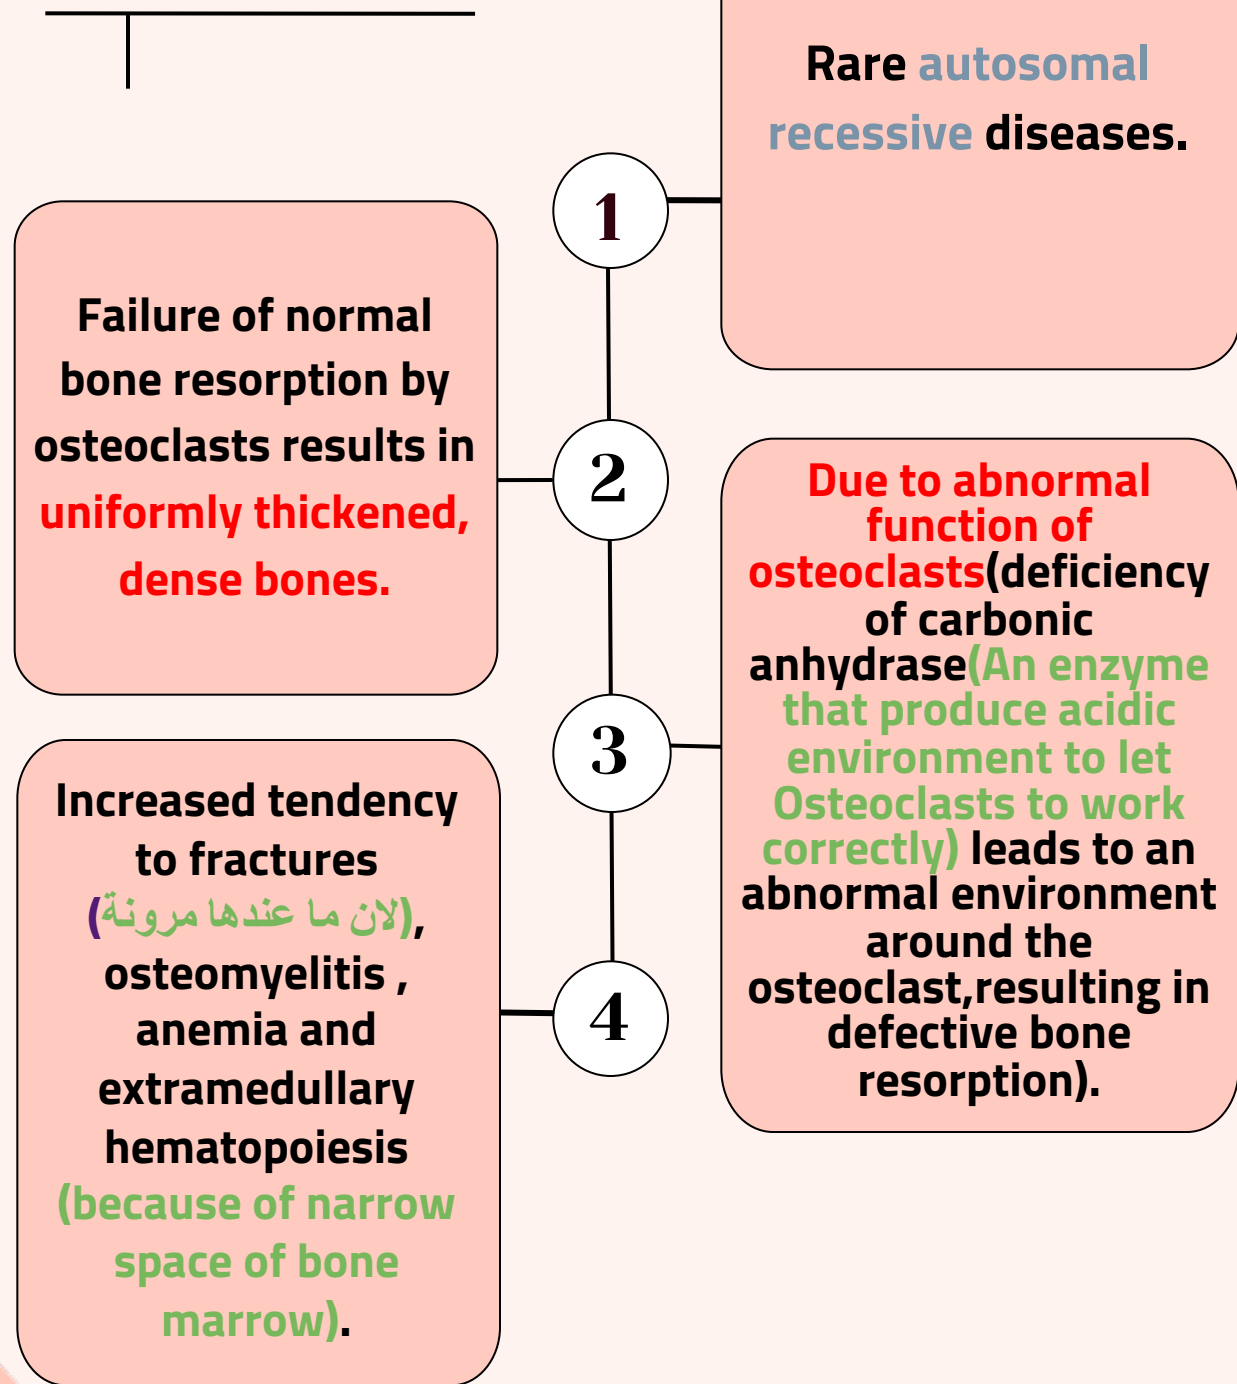 Rare autosomal
recessive diseases.
1
Failure of normal
bone resorption by
osteoclasts results in
uniformly thickened,
dense bones.
2
Due to abnormal
function of
osteoclasts(deficiency
of carbonic
anhydrase(An enzyme
that produce acidic
environment to let
Osteoclasts to work
correctly) leads to an
abnormal environment
around the
osteoclast,resulting in
defective bone
resorption).
3
Increased tendency
to fractures
(لان ما عندها مرونة),
osteomyelitis ,
anemia and
extramedullary
hematopoiesis
(because of narrow
space of bone
marrow).
4